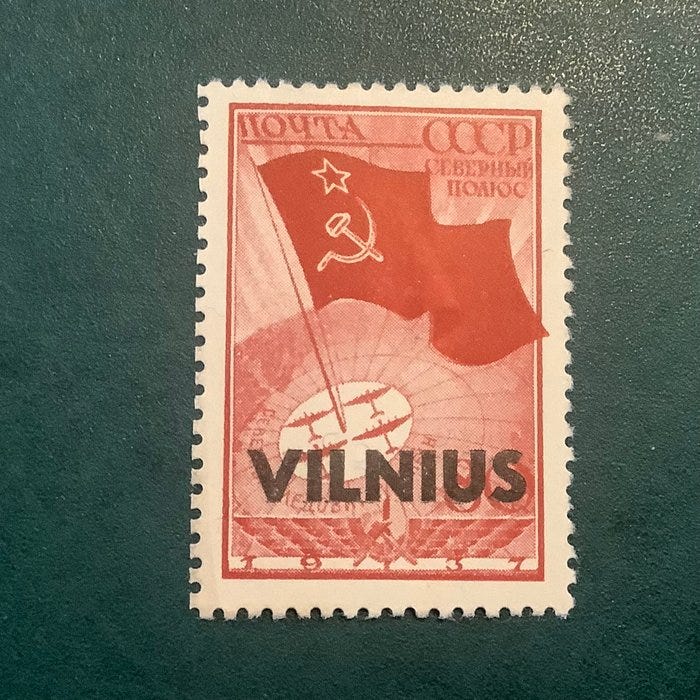 ПОЧТА СССР
СЕВЕРНЫЙ
ПОЛЮС
VILNIUS
1937